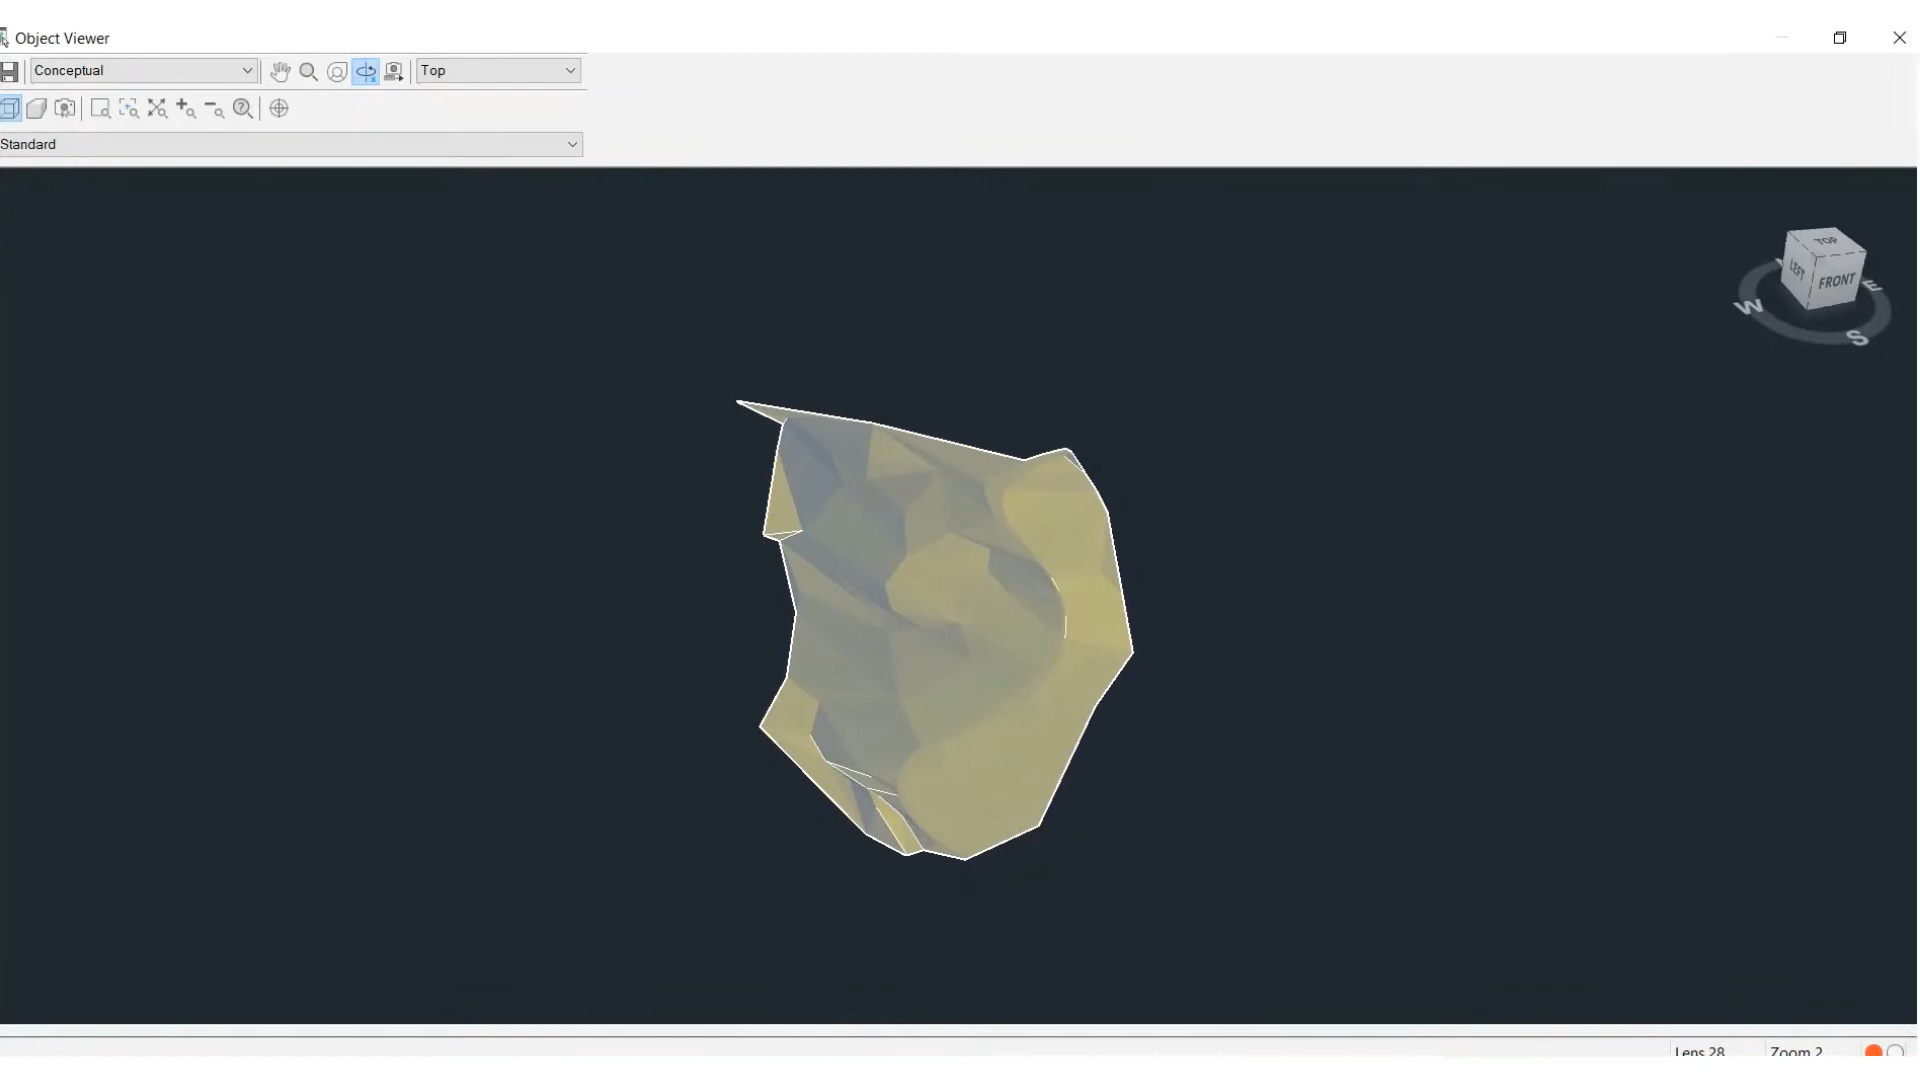 Object Viewer
Conceptual
Top
Standard
TOP
LEFT
FRONT
W
E
S
Lens 28
Zoom 2